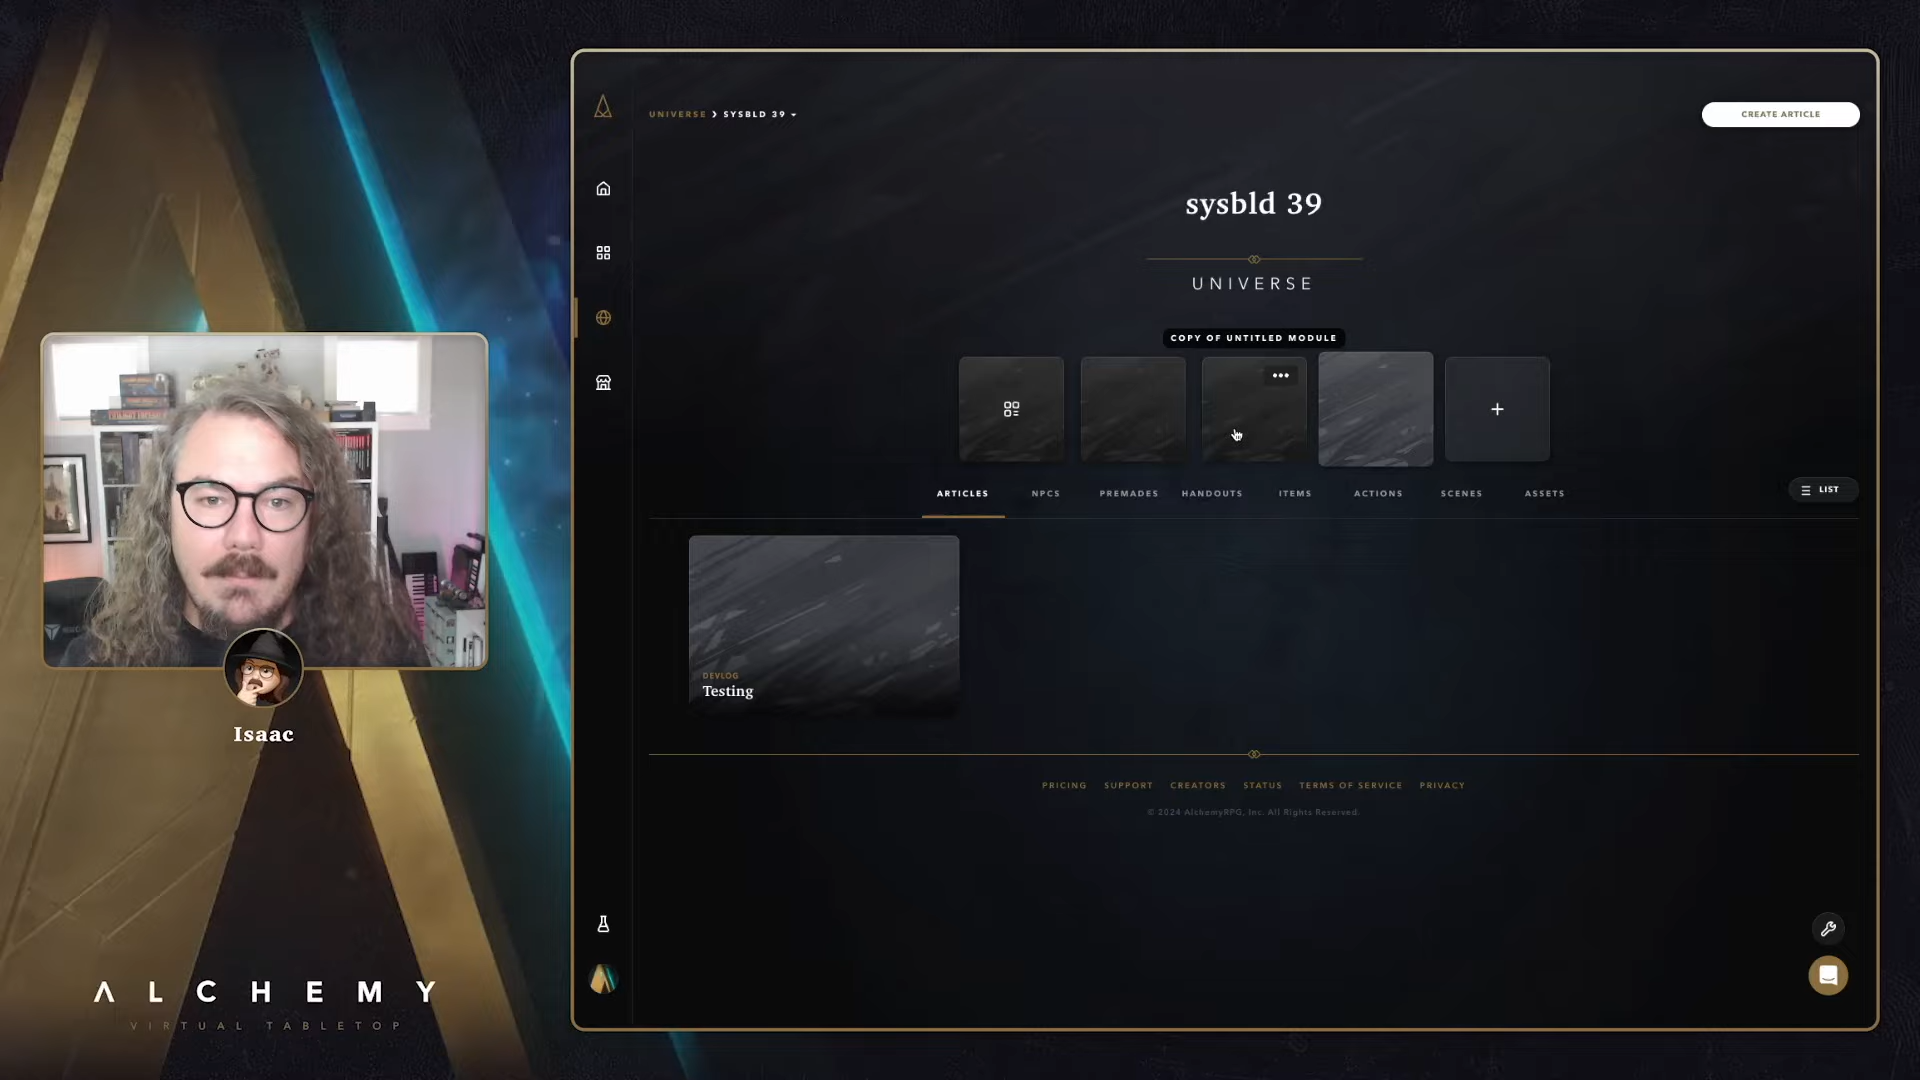 UNIVERSE > SYSBLD 39
CREATE ARTICLE
sysbld 39
UNIVERSE
COPY OF UNTITLED MODULE
ARTICLES NPCS PREMADES HANDOUTS ITEMS ACTIONS SCENES ASSETS
LIST
DEVLOG
Testing
Isaac
PRICING SUPPORT CREATORS STATUS TERMS OF SERVICE PRIVACY
© 2024 AlchemyRPG, Inc. All Rights Reserved.
ALCHEMY
VIRTUAL TABLETOP